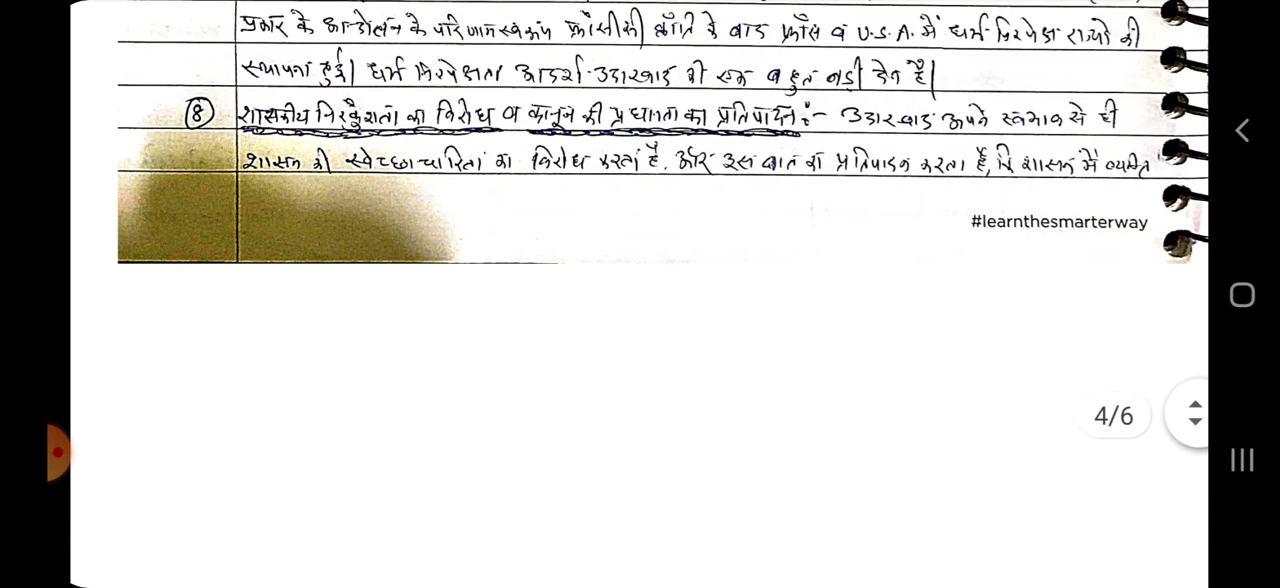 प्रकार के आन्दोलन के परिणामस्वरूप फ्राँसीसी क्राँति के बाद फ्राँस व U.S.A. में धर्म निरपेक्ष राज्यों की
स्थापना हुई। धर्म निरपेक्षता आदर्श उदारवाद की एक बहुत बड़ी देन है।
⑧ शासकीय निरंकुशता का विरोध व कानून की प्रधानता का प्रतिपादन :- उदारवाद अपने स्वभाव से ही
शासन की स्वेच्छाचारिता का विरोध करता है. और इस बात का प्रतिपादन करता है, कि शासन में व्यक्ति
#learnthesmarterway
4/6